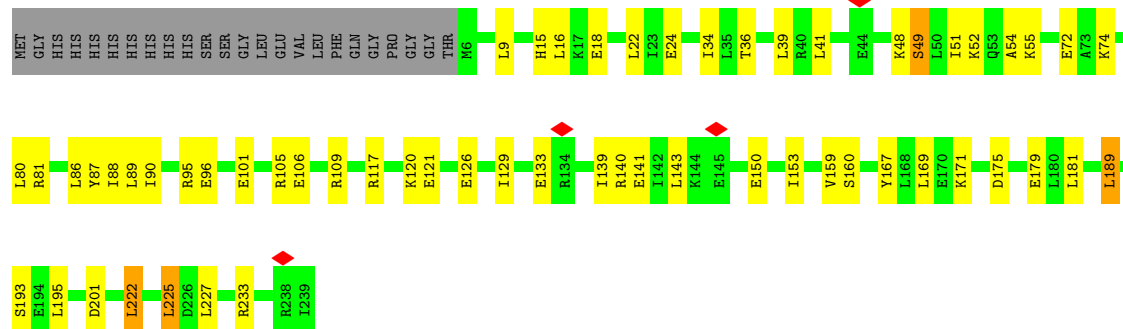 MET GLY HIS HIS HIS HIS HIS HIS HIS HIS HIS HIS SER SER GLY LEU GLU VAL LEU PHE GLN GLY PRO GLY GLY THR M6 L9 H15 L16 K17 E18 L22 I23 E24 I34 L35 T36 L39 R40 L41 E44 K48 S49 L50 I51 K52 Q53 A54 K55 E72 A73 K74
L80 R81 L86 Y87 I88 L89 I90 R95 E96 E101 R105 E106 R109 R117 K120 E121 E126 I129 E133 R134 I139 R140 E141 I142 L143 K144 E145 E150 I153 V159 S160 Y167 L168 L169 E170 K171 D175 E179 L180 L181 L189
S193 E194 L195 D201 L222 L225 D226 L227 R233 R238 I239